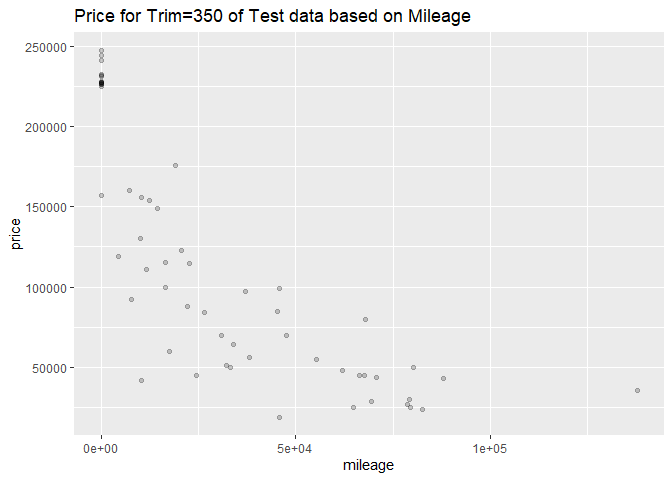 Price for Trim=350 of Test data based on Mileage
250000
200000
150000
100000
50000
price
0e+00
5e+04
1e+05
mileage